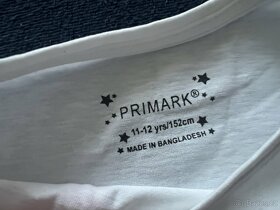 PRIMARK®
11-12 yrs/152cm
MADE IN BANGLADESH